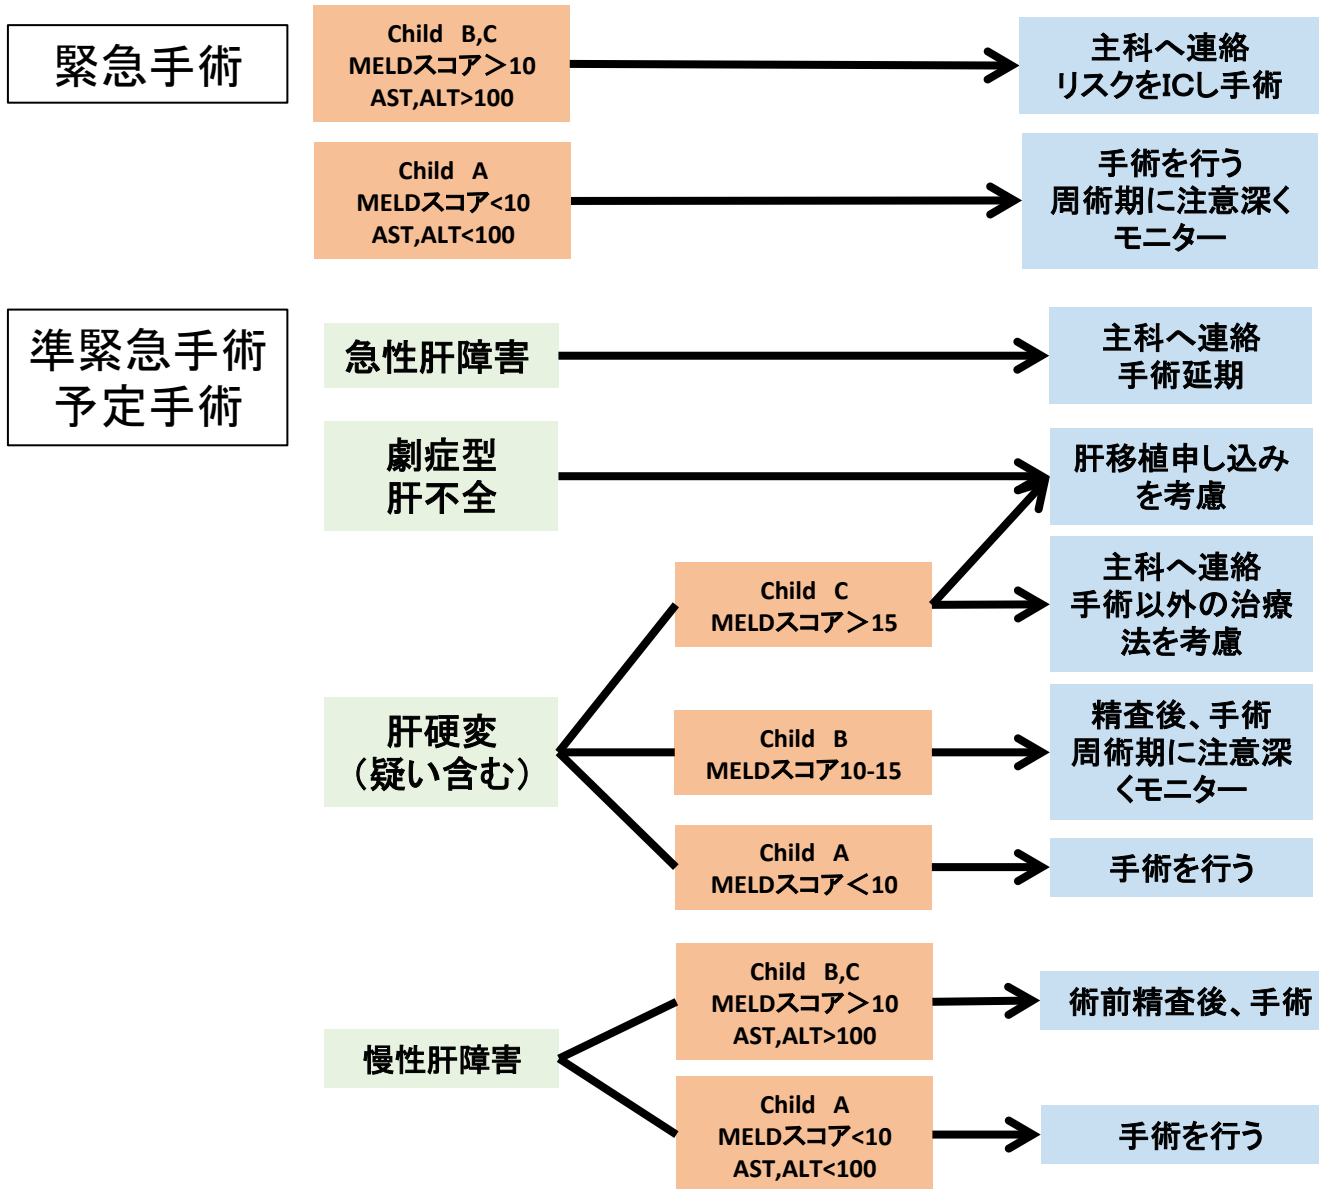 緊急手術
Child B,C
MELDスコア＞10
AST,ALT>100
主科へ連絡
リスクをICし手術
Child A
MELDスコア<10
AST,ALT<100
手術を行う
周術期に注意深く
モニター
準緊急手術
予定手術
急性肝障害
主科へ連絡
手術延期
劇症型
肝不全
肝移植申し込み
を考慮
肝硬変
（疑い含む）
Child C
MELDスコア＞15
主科へ連絡
手術以外の治療
法を考慮
Child B
MELDスコア10-15
精査後、手術
周術期に注意深
くモニター
Child A
MELDスコア＜10
手術を行う
慢性肝障害
Child B,C
MELDスコア＞10
AST,ALT>100
術前精査後、手術
Child A
MELDスコア<10
AST,ALT<100
手術を行う